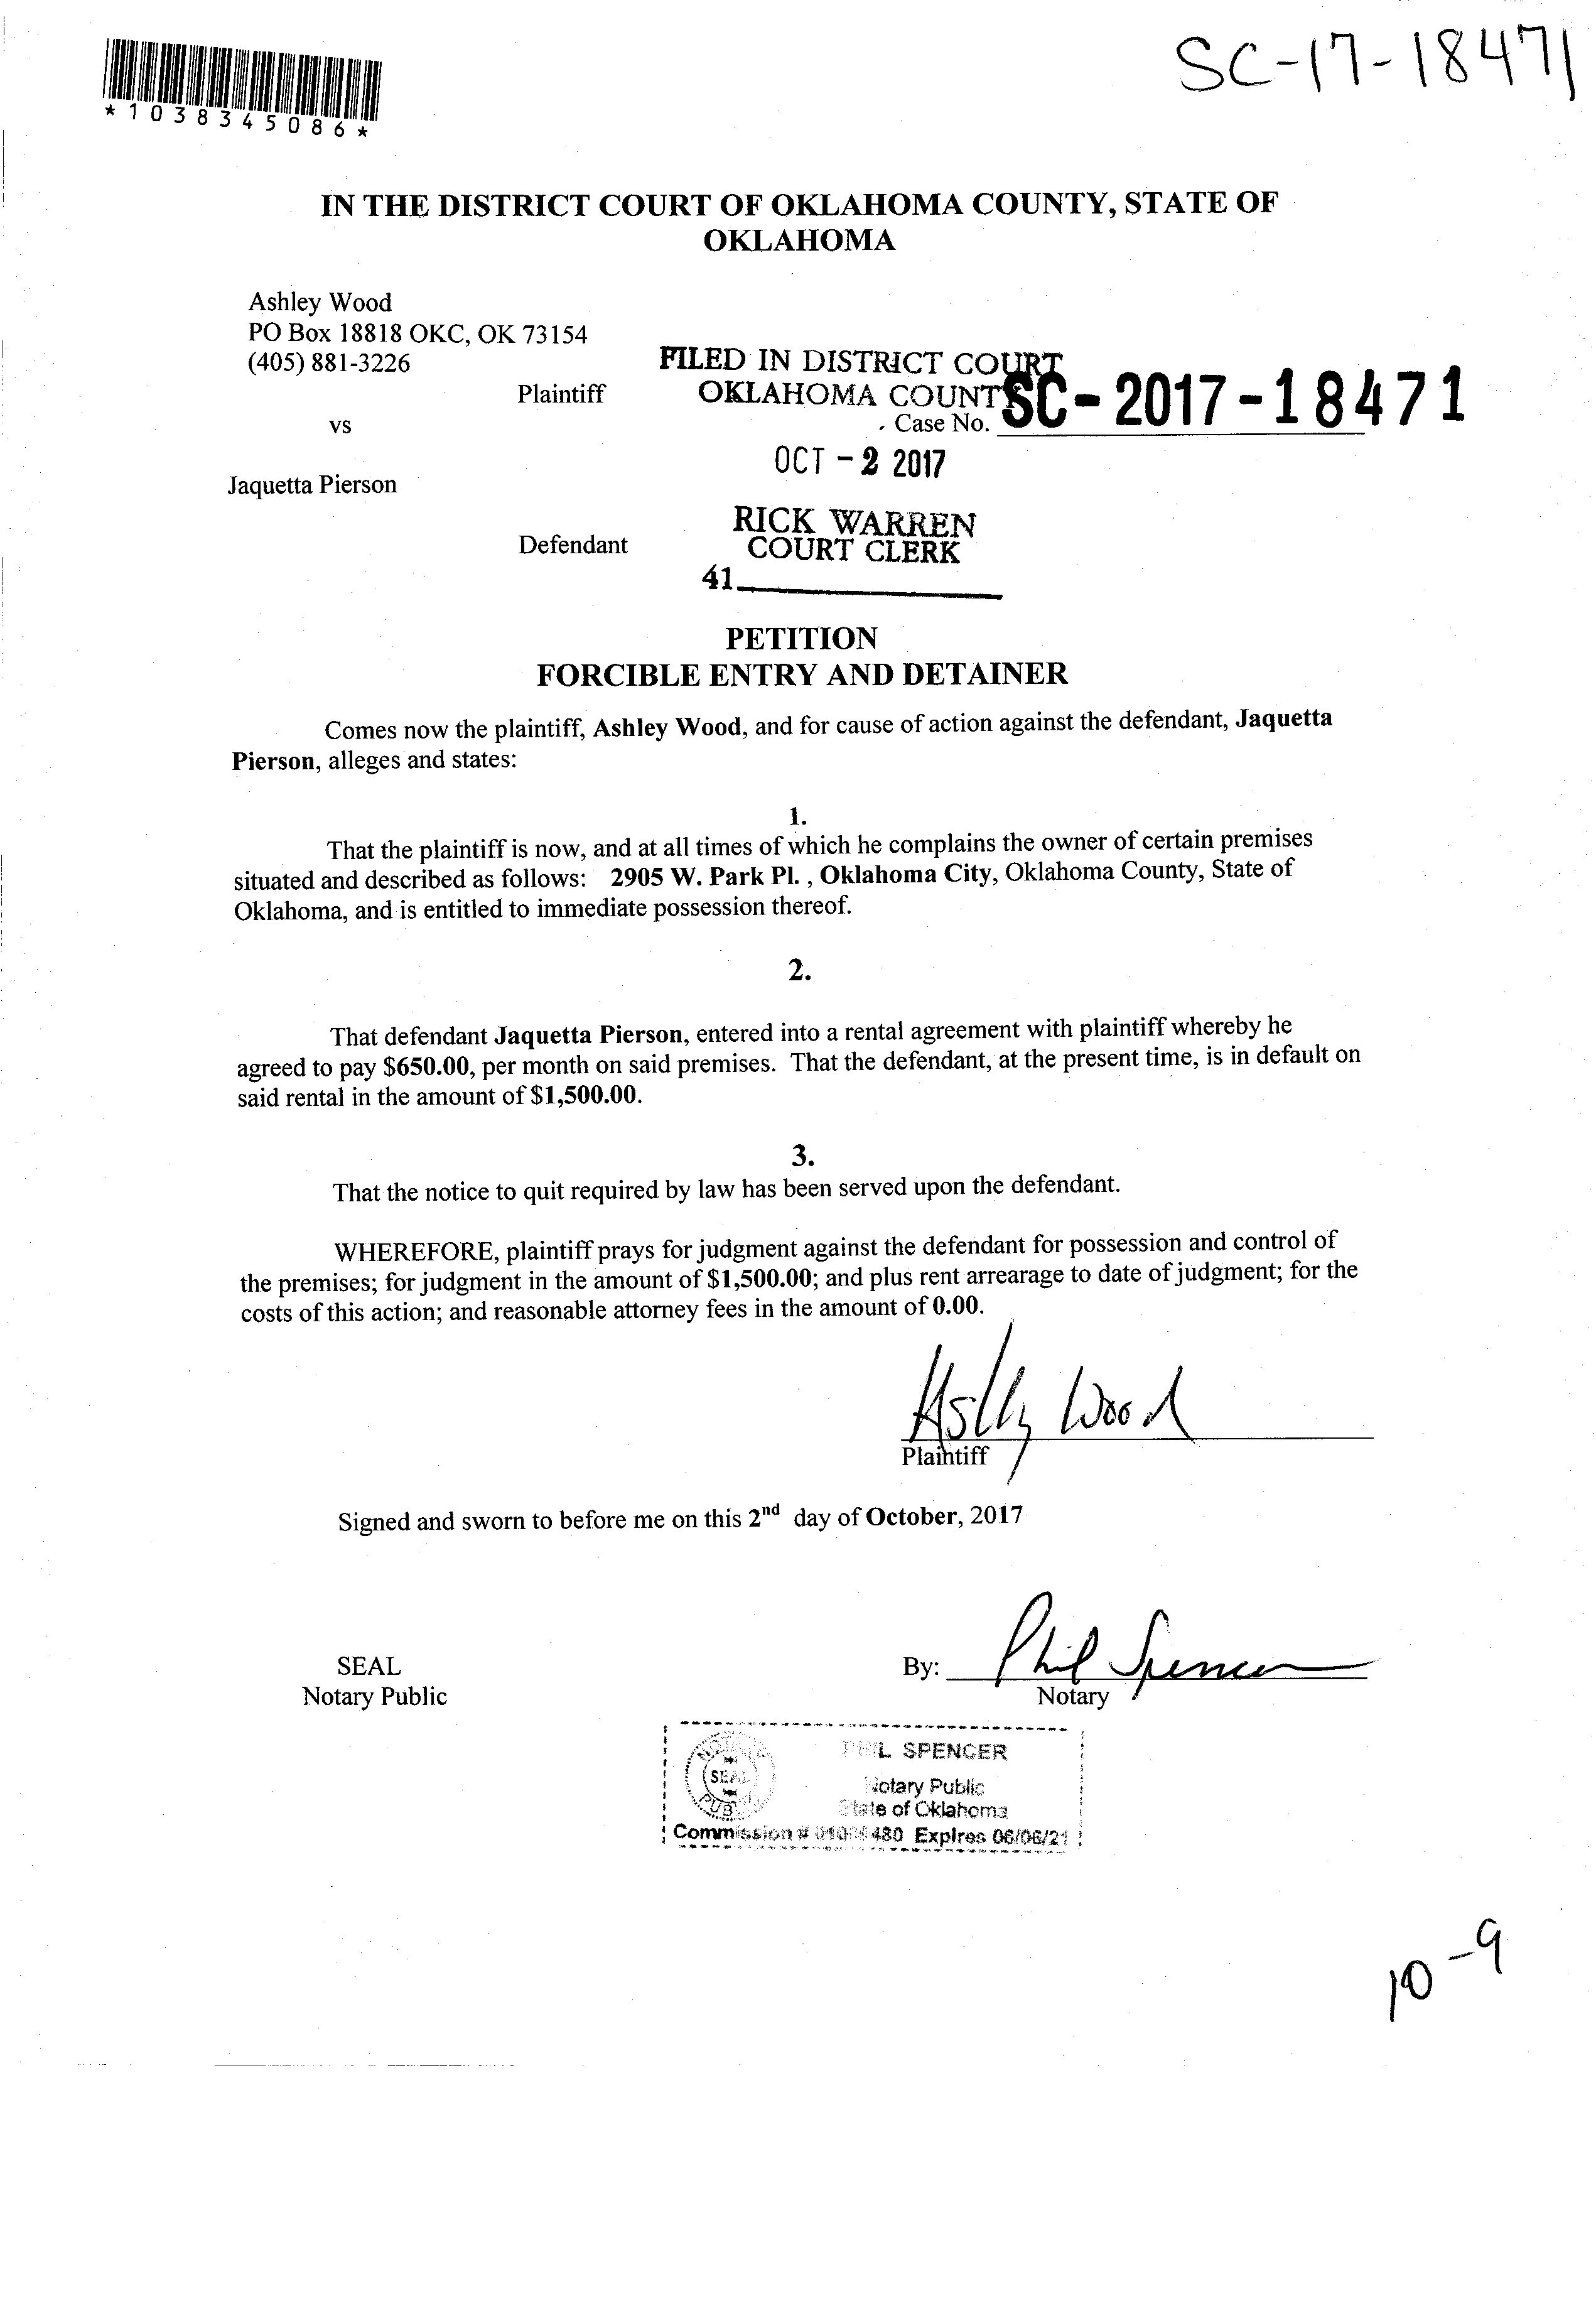 SC-17-18471
*1038345086*
IN THE DISTRICT COURT OF OKLAHOMA COUNTY, STATE OF
OKLAHOMA
Ashley Wood
PO Box 18818 OKC, OK 73154
(405) 881-3226
Plaintiff
vs
Jaquetta Pierson
Defendant
FILED IN DISTRICT COURT
OKLAHOMA COUNTY
Case No. SC-2017-18471
OCT -2 2017
RICK WARREN
COURT CLERK
41
PETITION
FORCIBLE ENTRY AND DETAINER
Comes now the plaintiff, Ashley Wood, and for cause of action against the defendant, Jaquetta
Pierson, alleges and states:
1.
That the plaintiff is now, and at all times of which he complains the owner of certain premises
situated and described as follows: 2905 W. Park Pl. , Oklahoma City, Oklahoma County, State of
Oklahoma, and is entitled to immediate possession thereof.
2.
That defendant Jaquetta Pierson, entered into a rental agreement with plaintiff whereby he
agreed to pay $650.00, per month on said premises. That the defendant, at the present time, is in default on
said rental in the amount of $1,500.00.
3.
That the notice to quit required by law has been served upon the defendant.
WHEREFORE, plaintiff prays for judgment against the defendant for possession and control of
the premises; for judgment in the amount of $1,500.00; and plus rent arrearage to date of judgment; for the
costs of this action; and reasonable attorney fees in the amount of 0.00.
Ashley Wood
Plaintiff
Signed and sworn to before me on this 2nd day of October, 2017
SEAL
Notary Public
By: Phil Spencer
Notary
SEAL
PHIL SPENCER
Notary Public
State of Oklahoma
Commission # Expires 06/06/21
10-9